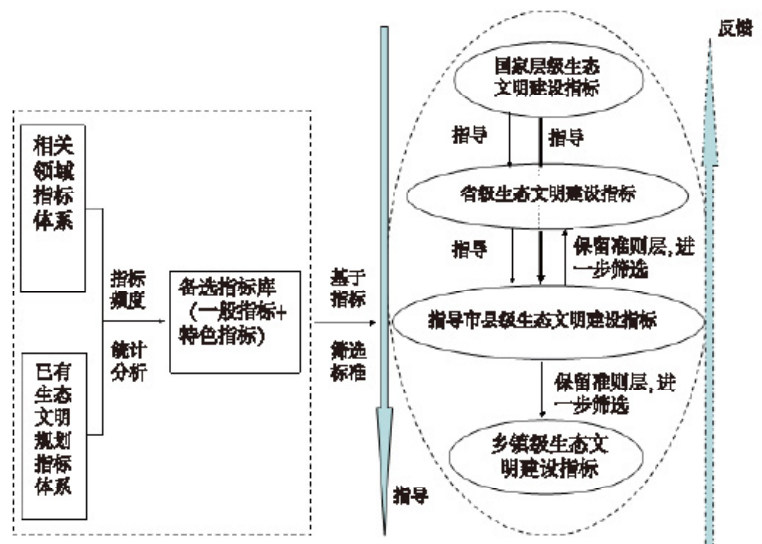 相关
领域
指标
体系
已有
生态
文明
规划
指标
体系
指标
频度
统计
分析
备选指标库
（一般指标+
特色指标）
基于
指标
筛选
标准
指导
国家层级生态
文明建设指标
指导
指导
省级生态文明建设指标
指导
保留准则层,进
一步筛选
指导市县级生态文明建设指标
保留准则层,进
一步筛选
乡镇级生态文
明建设指标
反馈